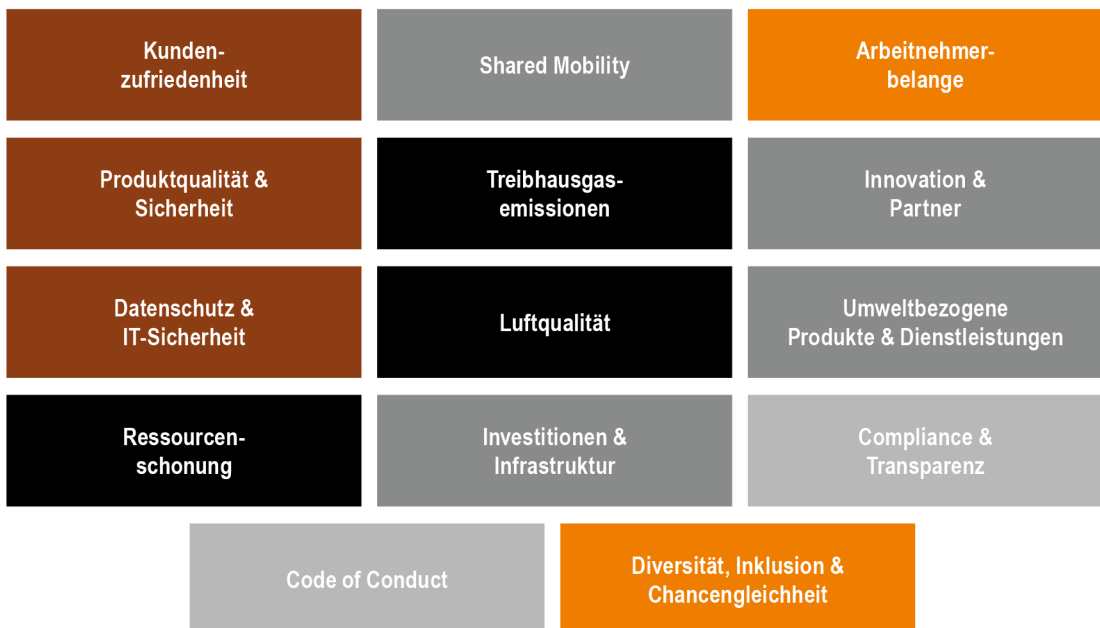 Kunden-
zufriedenheit
Shared Mobility
Arbeitnehmer-
belange
Produktqualität &
Sicherheit
Treibhausgas-
emissionen
Innovation &
Partner
Datenschutz &
IT-Sicherheit
Luftqualität
Umweltbezogene
Produkte & Dienstleistungen
Ressourcen-
schonung
Investitionen &
Infrastruktur
Compliance &
Transparenz
Code of Conduct
Diversität, Inklusion &
Chancengleichheit